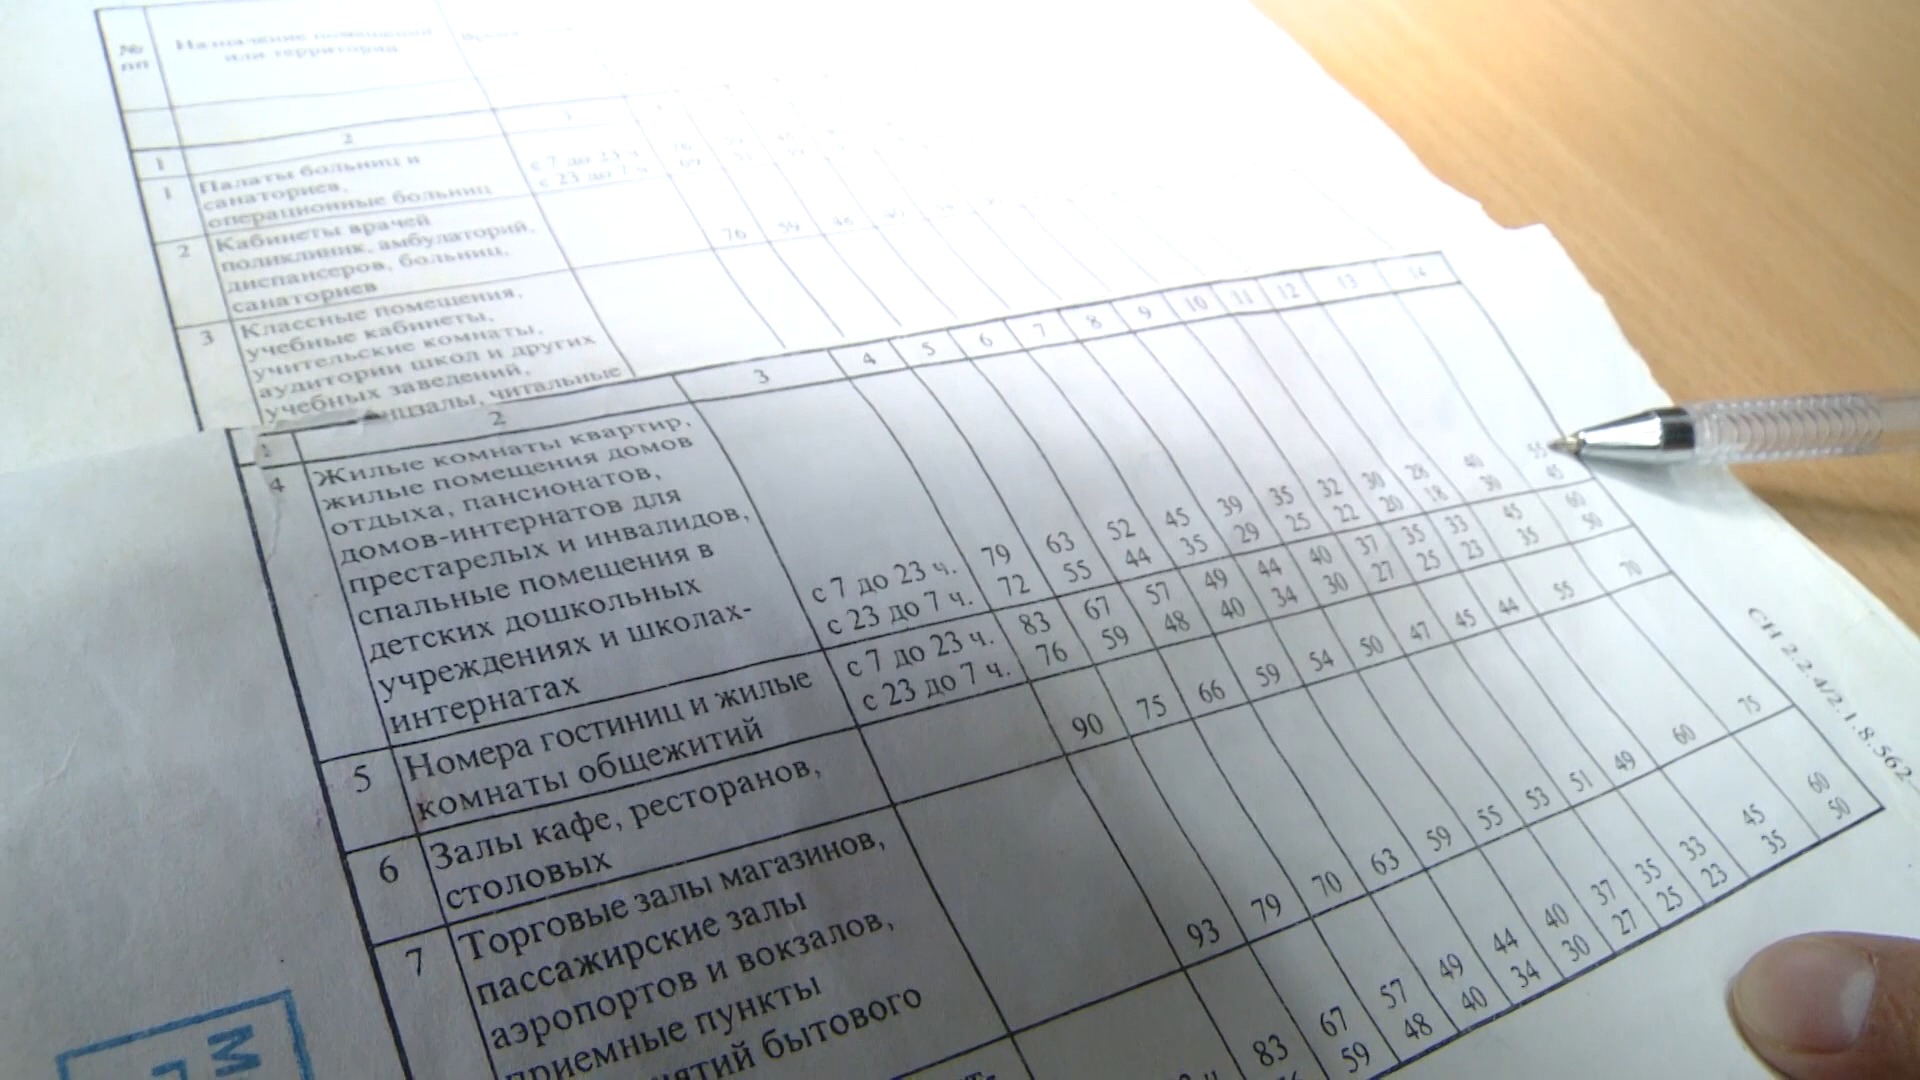 № пп
Назначение помещений или территорий
1 2 3
1 Палаты больниц и
санаториев,
операционные больниц
с 7 до 23 ч 76 59
с 23 до 7 ч 69
2 Кабинеты врачей
поликлиник, амбулаторий,
диспансеров, больниц,
санаториев
76 59 48
3 Классные помещения,
учебные кабинеты,
учительские комнаты,
аудитории школ и других
учебных заведений,
читальные
1 2 3 4 5 6 7 8 9 10 11 12 13 14
4 Жилые комнаты квартир,
жилые помещения домов
отдыха, пансионатов,
домов-интернатов для
престарелых и инвалидов,
спальные помещения в
детских дошкольных
учреждениях и школах-
интернатах
с 7 до 23 ч. 79 63 52 45 39 35 32 30 28 40 55
с 23 до 7 ч. 72 55 44 35 29 25 22 20 18 30 45
5 Номера гостиниц и жилые
комнаты общежитий
с 7 до 23 ч. 83 67 57 49 44 40 37 35 33 45 60
с 23 до 7 ч. 76 59 48 40 34 30 27 25 23 35 50
6 Залы кафе, ресторанов,
столовых
90 75 66 59 54 50 47 45 44 55 70
7 Торговые залы магазинов,
пассажирские залы
аэропортов и вокзалов,
приемные пункты
бытового
93 79 70 63 59 55 53 51 49 60 75
83 67 57 49 44 40 37 35 33 45 60
59 48 40 34 30 27 25 23 35 50
СН 2.2.4/2.1.8.562-
М